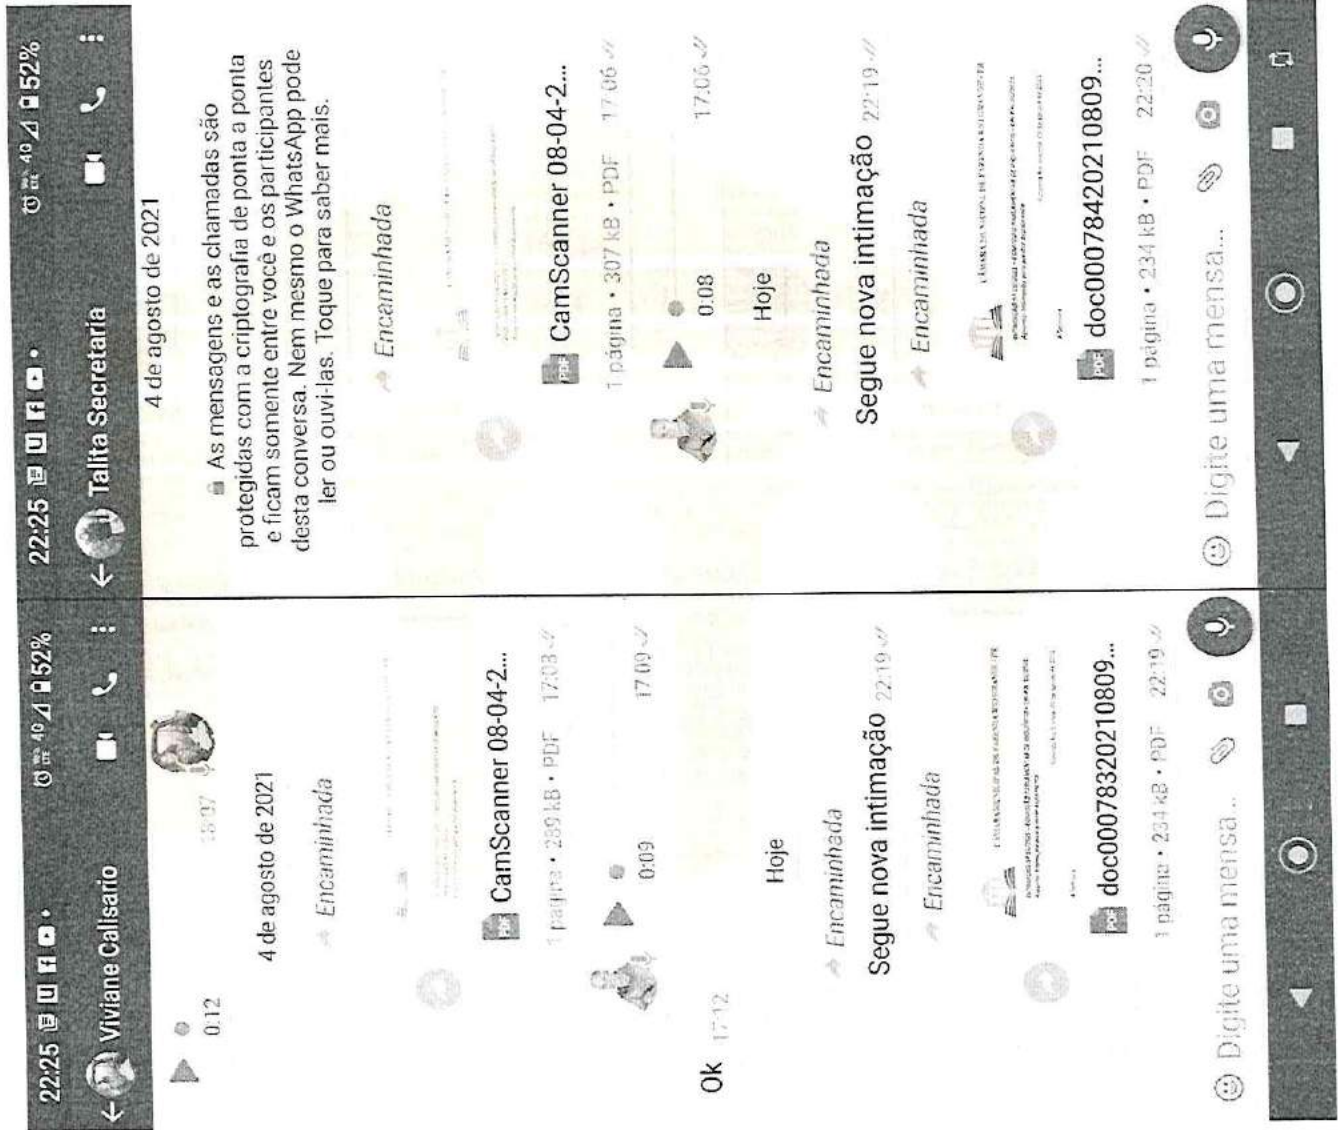 22:25
52%
Viviane Calisario
0:12
4 de agosto de 2021
Encaminhada
CamScanner 08-04-2...
1 página • 289 kB • PDF 17:08
0:09 17:09
Ok 17:12
Hoje
Encaminhada
Segue nova intimação 22:19
Encaminhada
doc00078320210809...
1 página • 234 kB • PDF 22:19
Digite uma mensa...
22:25
4G 52%
Talita Secretaria
4 de agosto de 2021
As mensagens e as chamadas são
protegidas com a criptografia de ponta a ponta
e ficam somente entre você e os participantes
desta conversa. Nem mesmo o WhatsApp pode
ler ou ouvi-las. Toque para saber mais.
Encaminhada
CamScanner 08-04-2...
1 página • 307 kB • PDF 17:06
0:08 17:06
Hoje
Encaminhada
Segue nova intimação 22:19
Encaminhada
doc00078420210809...
1 página • 234 kB • PDF 22:20
Digite uma mensa...